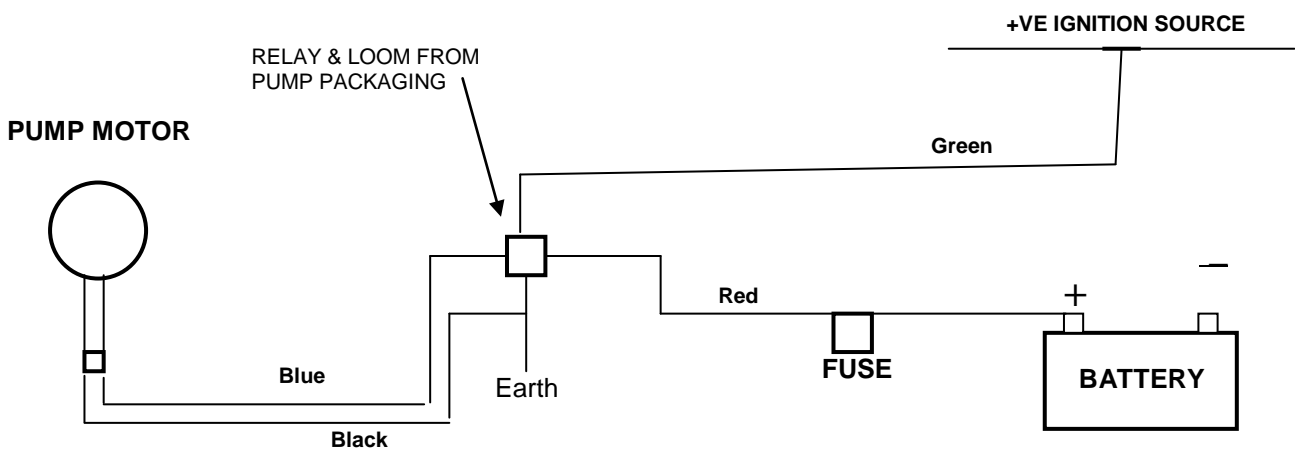 +VE IGNITION SOURCE
RELAY & LOOM FROM
PUMP PACKAGING
PUMP MOTOR
Green
Red
+
–
FUSE
BATTERY
Blue
Earth
Black